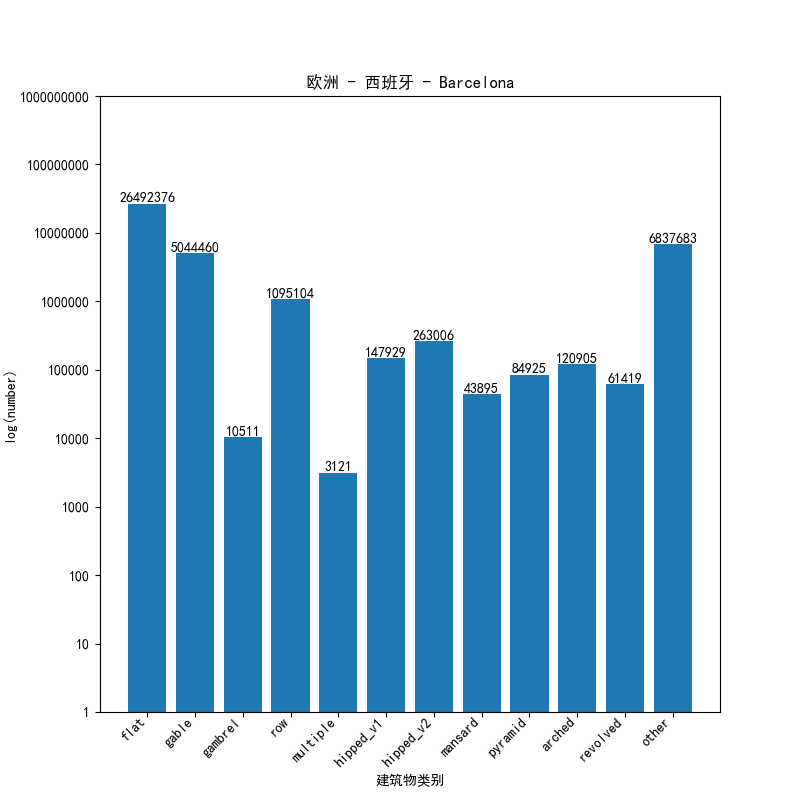 欧洲 - 西班牙 - Barcelona
log(number)
1000000000
100000000
10000000
1000000
100000
10000
1000
100
10
1
26492376
5044460
10511
1095104
3121
147929
263006
43895
84925
120905
61419
6837683
flat
gable
gambrel
row
multiple
hipped_v1
hipped_v2
mansard
pyramid
arched
revolved
other
建筑物类别